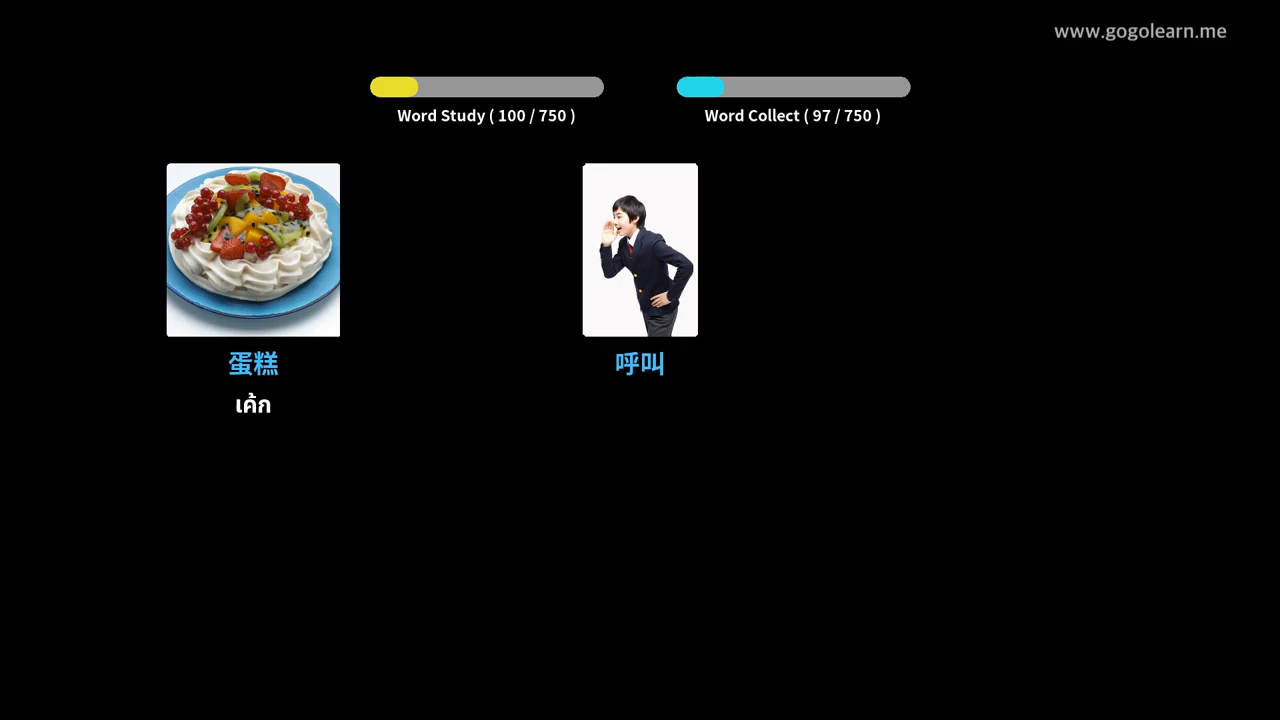 www.gogolearn.me
Word Study ( 100 / 750 )
Word Collect ( 97 / 750 )
蛋糕
呼叫
เค้ก